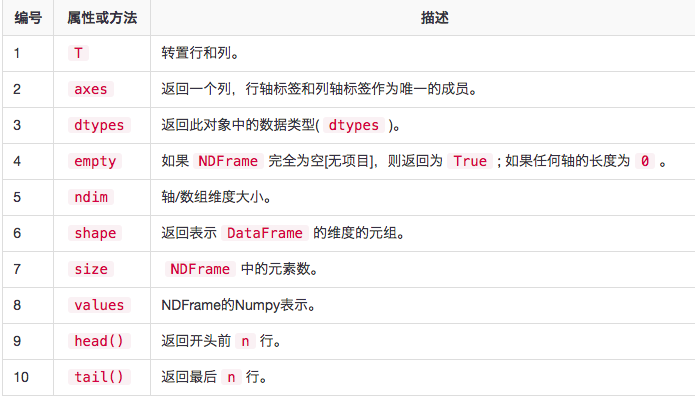 编号 属性或方法 描述
1 T 转置行和列。
2 axes 返回一个列，行轴标签和列轴标签作为唯一的成员。
3 dtypes 返回此对象中的数据类型( dtypes )。
4 empty 如果 NDFrame 完全为空[无项目]，则返回为 True ; 如果任何轴的长度为 0 。
5 ndim 轴/数组维度大小。
6 shape 返回表示 DataFrame 的维度的元组。
7 size NDFrame 中的元素数。
8 values NDFrame的Numpy表示。
9 head() 返回开头前 n 行。
10 tail() 返回最后 n 行。